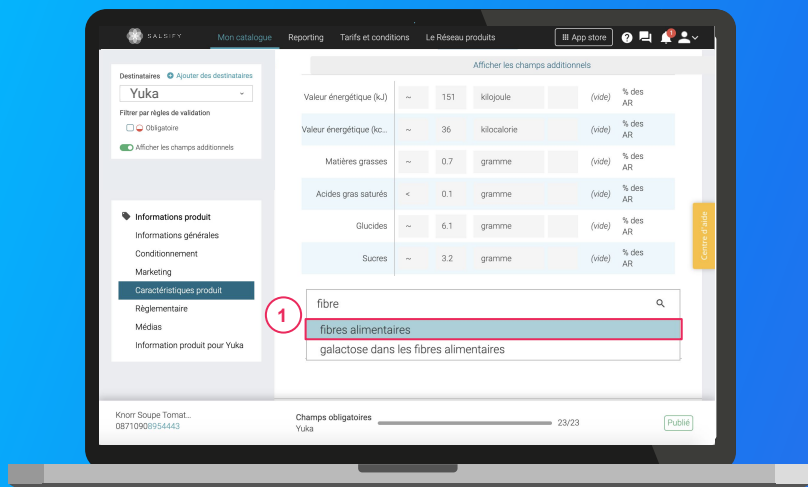 SALSIFY Mon catalogue Reporting Tarifs et conditions Le Réseau produits App store 1
Destinataires Ajouter des destinataires
Yuka
Filtrer par règles de validation
Obligatoire
Afficher les champs additionnels
Informations produit
Informations générales
Conditionnement
Marketing
Caractéristiques produit
Règlementaire
Médias
Information produit pour Yuka
Afficher les champs additionnels
Valeur énergétique (kJ) ~ 151 kilojoule (vide) % des
AR
Valeur énergétique (kc... ~ 36 kilocalorie (vide) % des
AR
Matières grasses ~ 0.7 gramme (vide) % des
AR
Acides gras saturés < 0.1 gramme (vide) % des
AR
Glucides ~ 6.1 gramme (vide) % des
AR
Sucres ~ 3.2 gramme (vide) % des
AR
Centre d'aide
fibre
1
fibres alimentaires
galactose dans les fibres alimentaires
Knorr Soupe Tomat...
08710908954443
Champs obligatoires
Yuka
23/23
Publié